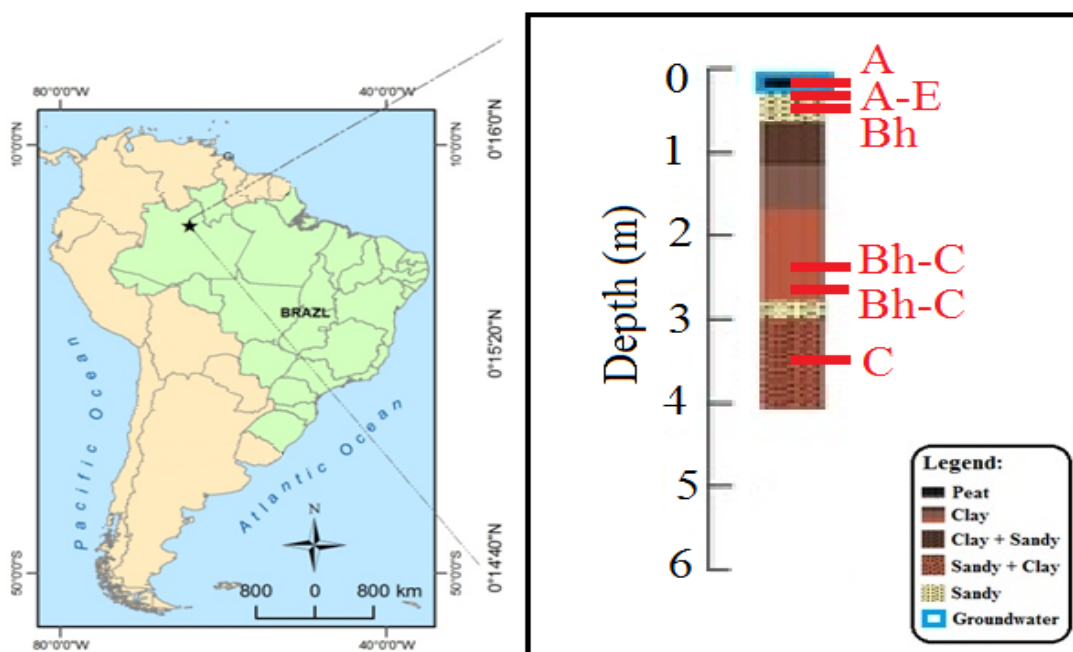 80°0'0"W
40°0'0"W
10°0'0"N
10°0'0"N
0°16'0"N
0°15'20"N
0°14'40"N
BRAZL
Pacific Ocean
Atlantic Ocean
N
50°0'0"S
50°0'0"S
800 0 800 km
80°0'0"W
40°0'0"W
Depth (m)
0
1
2
3
4
5
6
A
A-E
Bh
Bh-C
Bh-C
C
Legend:
Peat
Clay
Clay + Sandy
Sandy + Clay
Sandy
Groundwater